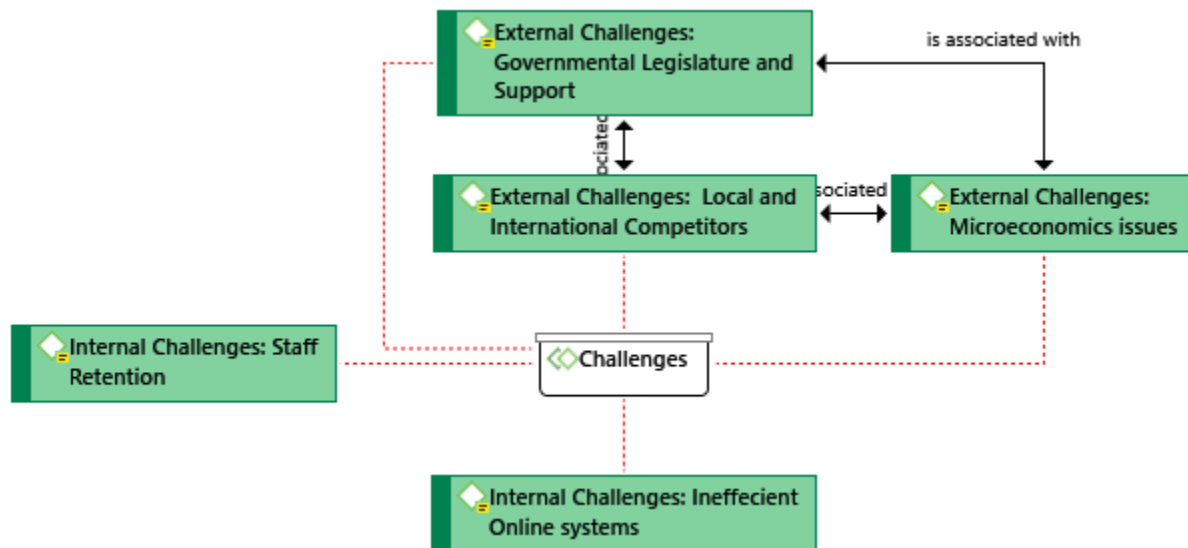 External Challenges:
Governmental Legislature and
Support
is associated with
ociated
External Challenges:  Local and
International Competitors
sociated
External Challenges:
Microeconomics issues
Internal Challenges: Staff
Retention
Challenges
Internal Challenges: Ineffecient
Online systems